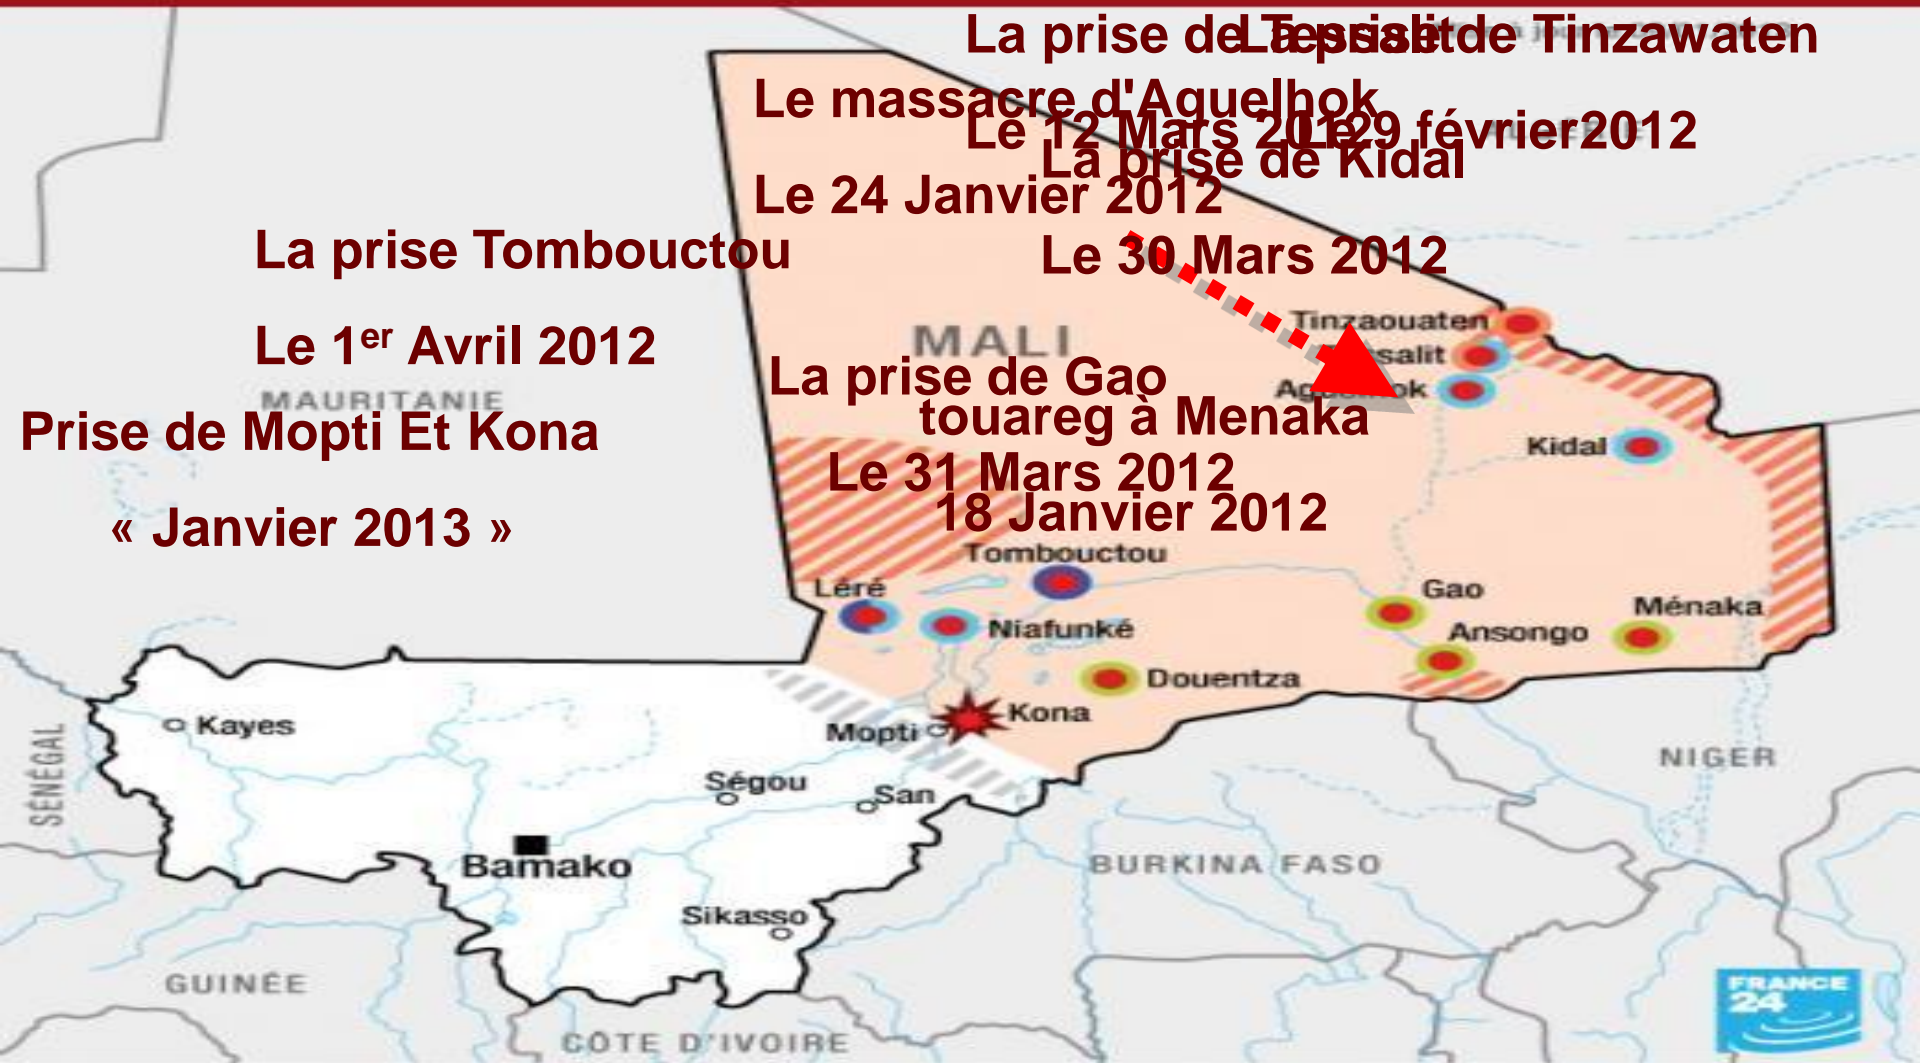 La prise de Tessalit
La prise de Tinzawaten
Le massacre d'Aguelhok
Le 12 Mars 2012
Le 29 février2012
La prise de Kidal
Le 24 Janvier 2012
La prise Tombouctou
Le 30 Mars 2012
Tinzaouaten
Le 1er Avril 2012
MALI
salit
La prise de Gao
MAURITANIE
touareg à Menaka
Prise de Mopti Et Kona
Kidal
Le 31 Mars 2012
18 Janvier 2012
« Janvier 2013 »
Tombouctou
Léré
Gao
Ménaka
Niafunké
Ansongo
Douentza
Kona
Kayes
Mopti
SÉNÉGAL
NIGER
Ségou
San
Bamako
BURKINA FASO
Sikasso
GUINÉE
FRANCE
24
CÔTE D'IVOIRE